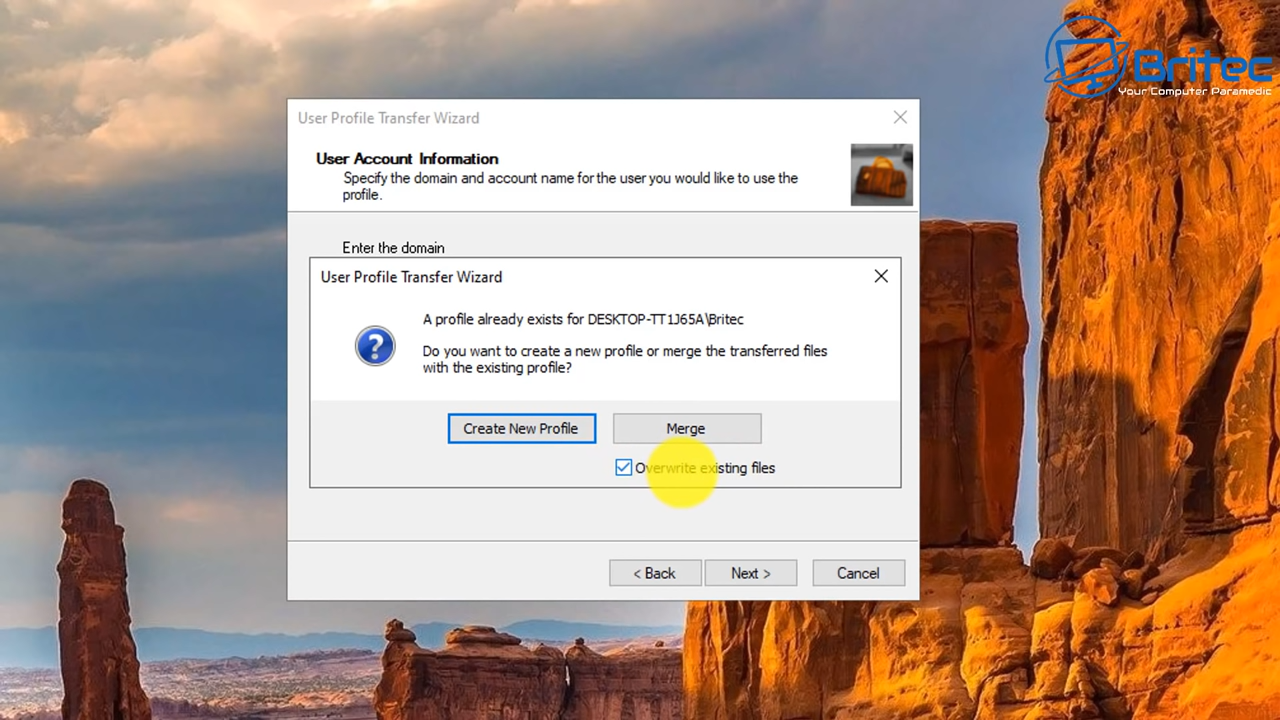 Britec
Your Computer Paramedic
User Profile Transfer Wizard
User Account Information
Specify the domain and account name for the user you would like to use the
profile.
Enter the domain
User Profile Transfer Wizard
A profile already exists for DESKTOP-TT1J65A\Britec
Do you want to create a new profile or merge the transferred files
with the existing profile?
Create New Profile
Merge
Overwrite existing files
< Back
Next >
Cancel